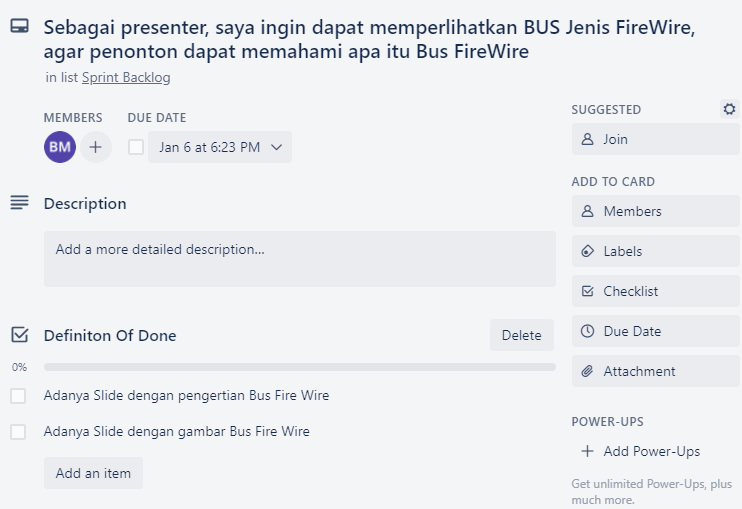 Sebagai presenter, saya ingin dapat memperlihatkan BUS Jenis FireWire,
agar penonton dapat memahami apa itu Bus FireWire
in list Sprint Backlog
MEMBERS
DUE DATE
BM
Jan 6 at 6:23 PM
Description
Add a more detailed description...
Definiton Of Done
Delete
0%
Adanya Slide dengan pengertian Bus Fire Wire
Adanya Slide dengan gambar Bus Fire Wire
Add an item
SUGGESTED
Join
ADD TO CARD
Members
Labels
Checklist
Due Date
Attachment
POWER-UPS
Add Power-Ups
Get unlimited Power-Ups, plus
much more.